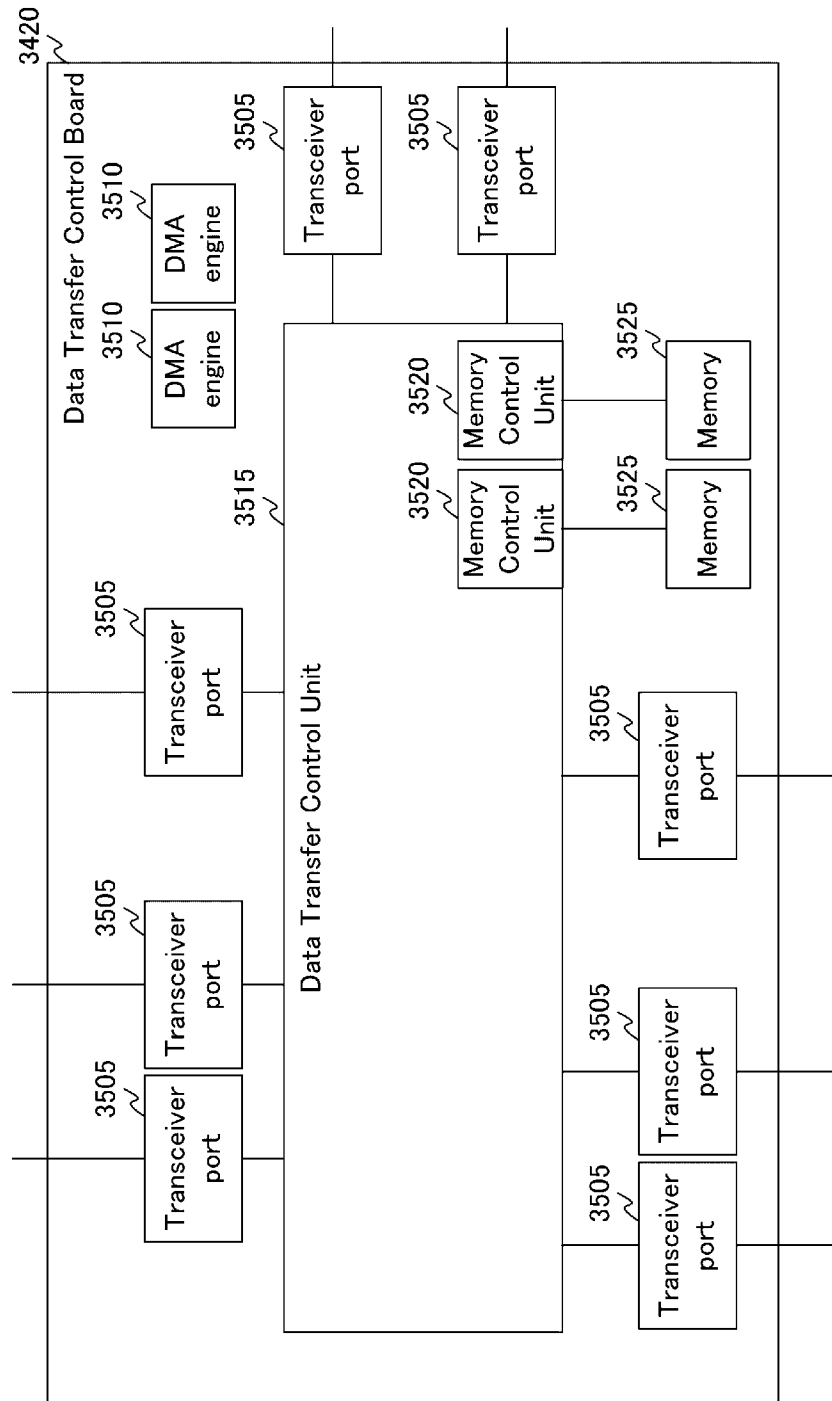 3420
Data Transfer Control Board
3510
DMA
engine
3510
DMA
engine
3505
Transceiver
port
3505
Transceiver
port
3505
Transceiver
port
3505
Transceiver
port
3505
Transceiver
port
3515
Data Transfer Control Unit
3520
Memory
Control
Unit
3520
Memory
Control
Unit
3525
Memory
3525
Memory
3505
Transceiver
port
3505
Transceiver
port
3505
Transceiver
port